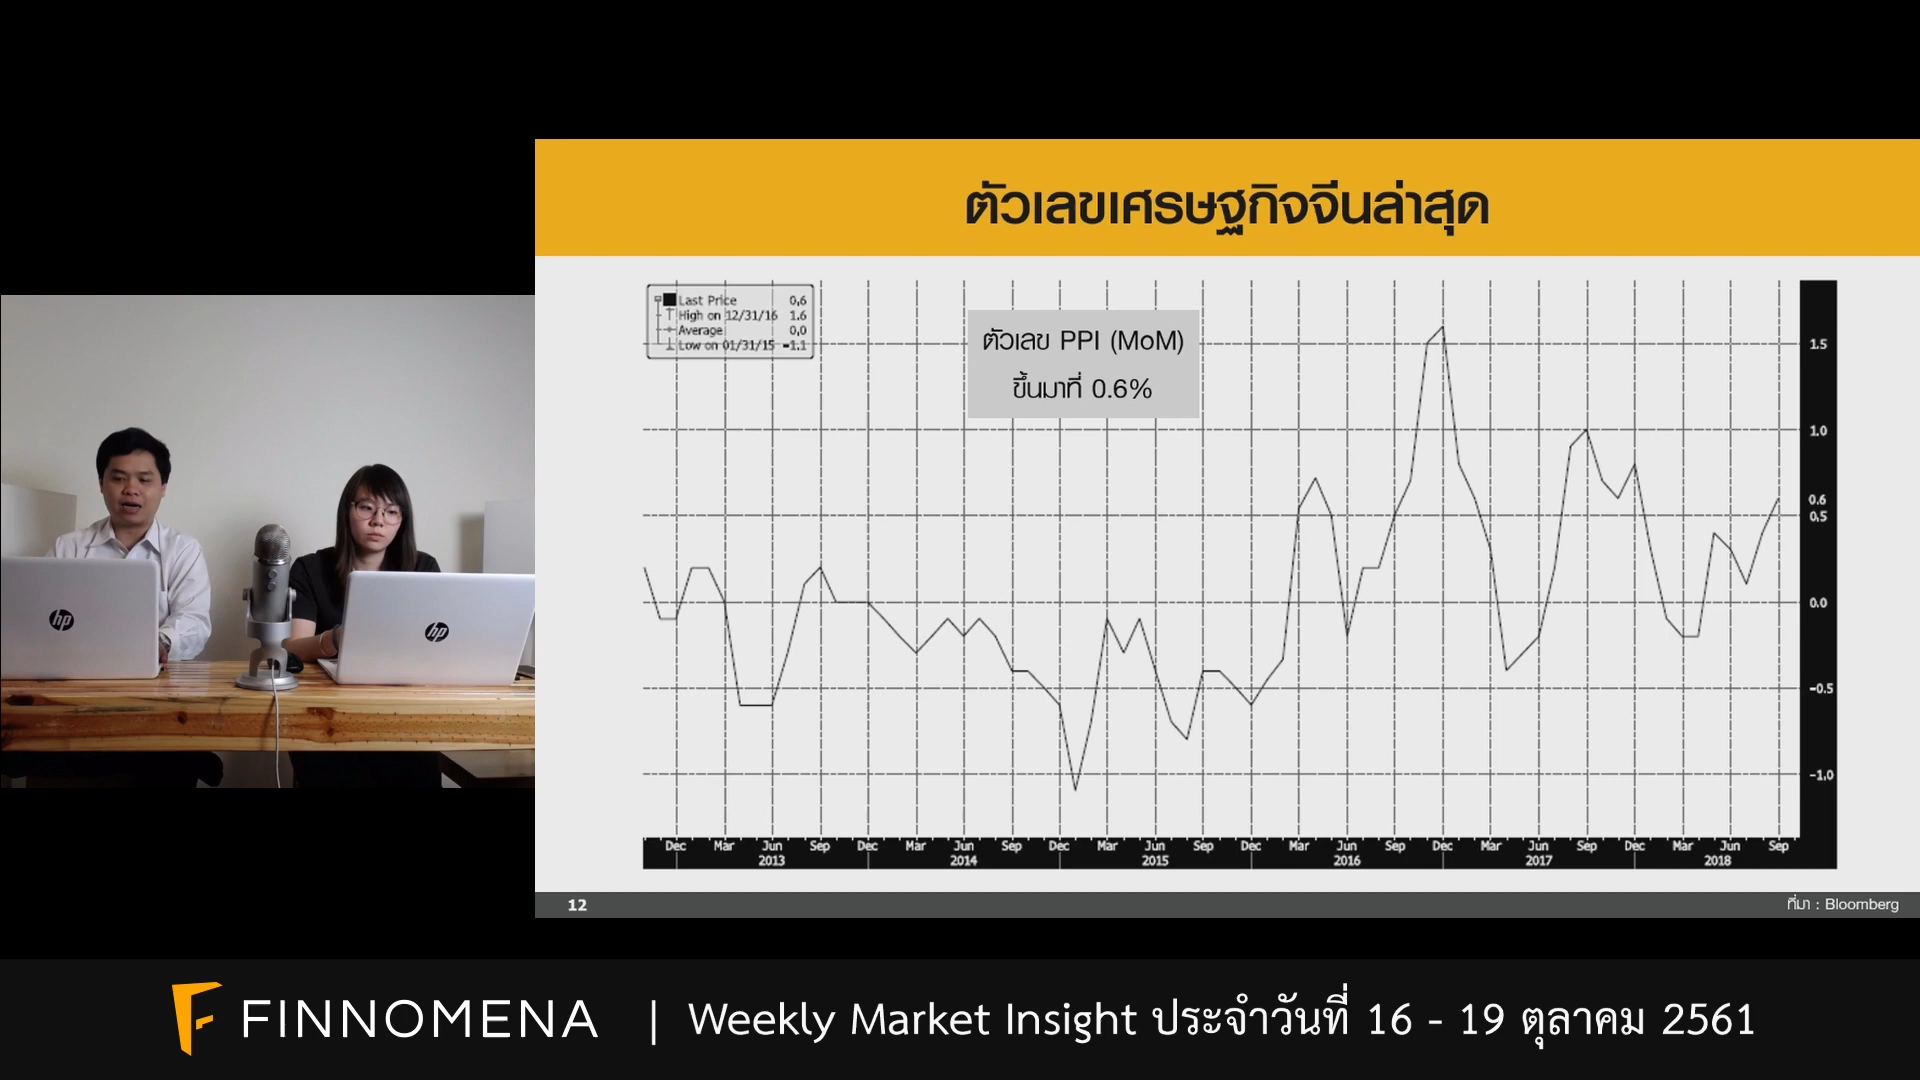 ตัวเลขเศรษฐกิจจีนล่าสุด
Last Price 0,6
High on 12/31/16 1.6
Average 0,0
Low on 01/31/15 -1.1
ตัวเลข PPI (MoM)
ขึ้นมาที่ 0.6%
1.5
1.0
0.6
0.5
0.0
-0.5
-1.0
Dec Mar Jun Sep Dec Mar Jun Sep Dec Mar Jun Sep Dec Mar Jun Sep Dec Mar Jun Sep Dec Mar Jun Sep
2013 2014 2015 2016 2017 2018
12
ที่มา : Bloomberg
hp
hp
FINNOMENA | Weekly Market Insight ประจำวันที่ 16 - 19 ตุลาคม 2561